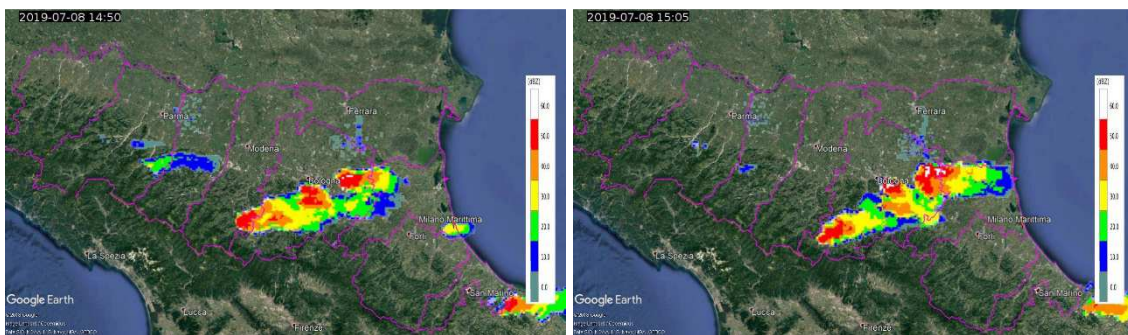 2019-07-08 14:50
Parma
Ferrara
Modena
Bologna
Milano Marittima
Forlì
La Spezia
San Marino
Lucca
Firenze
Google Earth
[dBZ]
60.0
50.0
40.0
30.0
20.0
10.0
0.0
2019-07-08 15:05
Parma
Ferrara
Modena
Bologna
Milano Marittima
Forlì
La Spezia
San Marino
Lucca
Firenze
Google Earth
[dBZ]
60.0
50.0
40.0
30.0
20.0
10.0
0.0